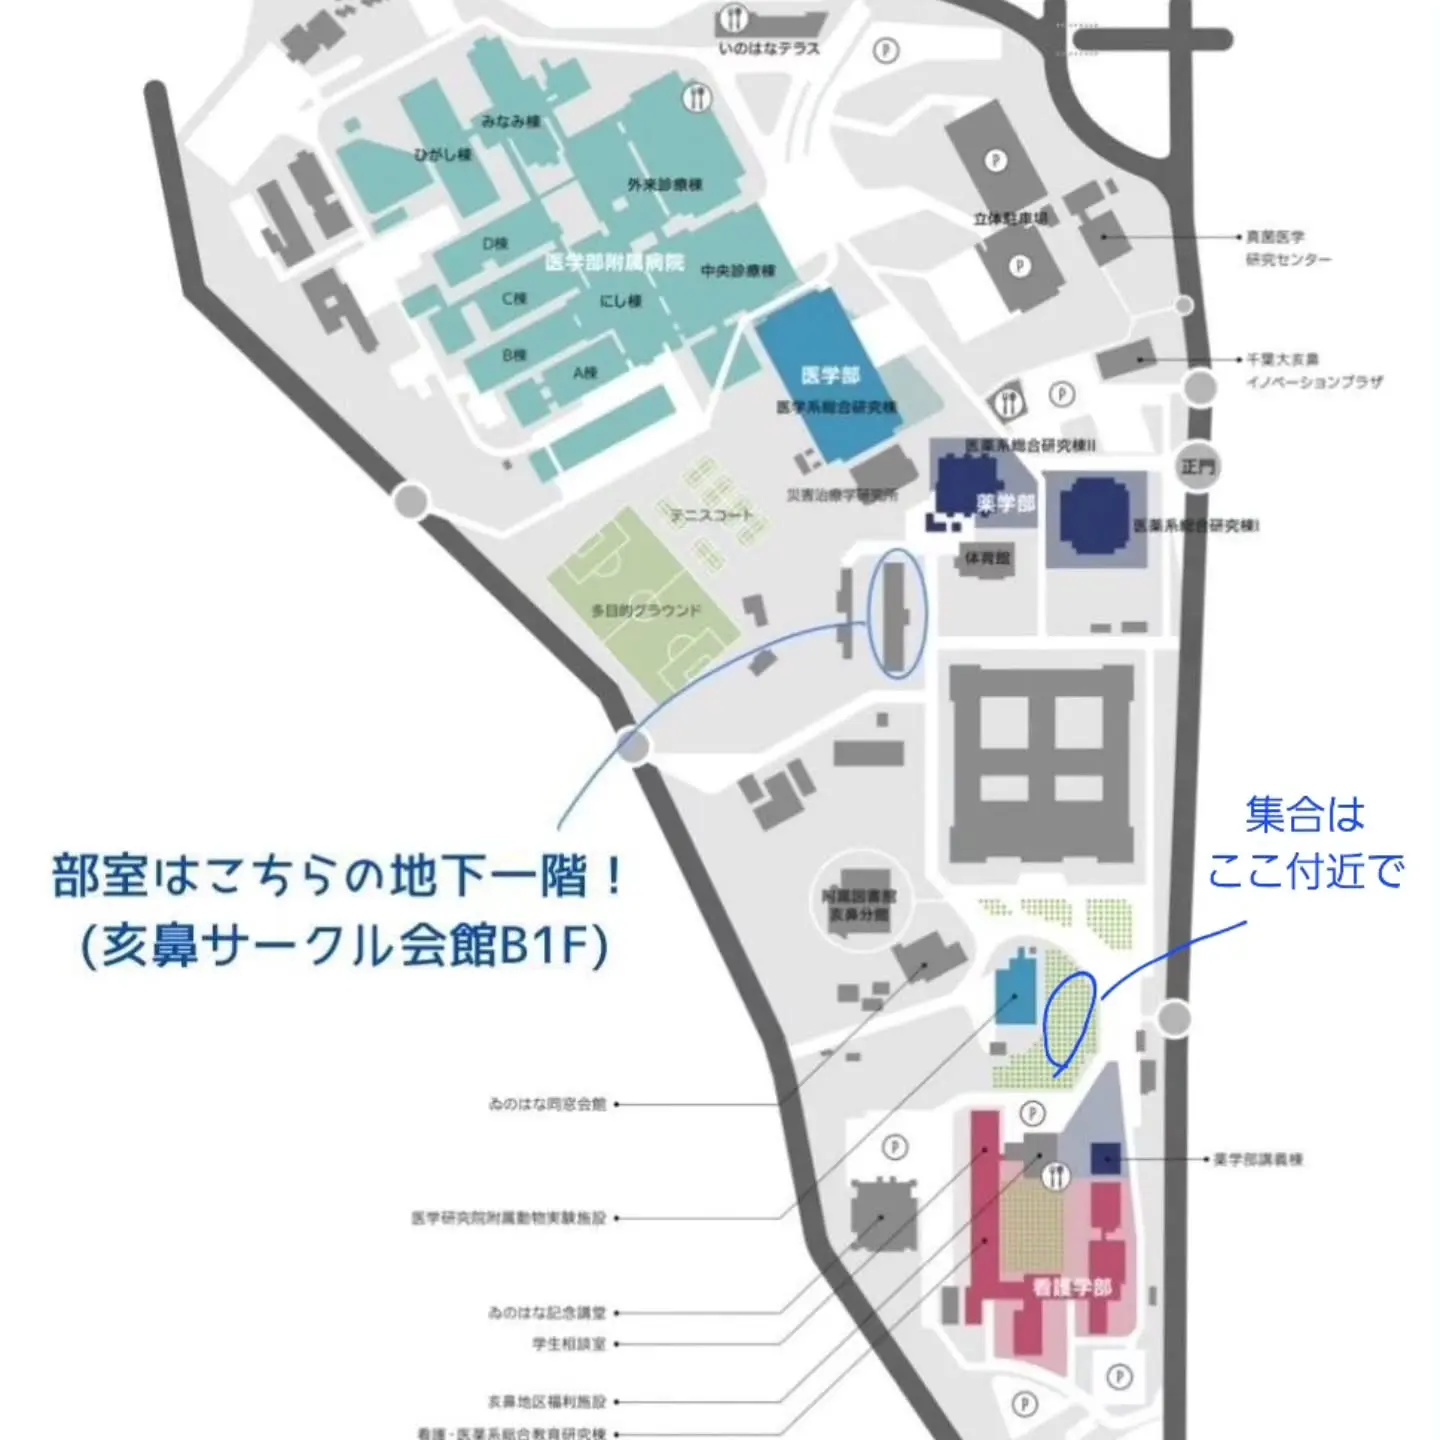 いのはなテラス
P
みなみ棟
ひがし棟
外来診療棟
P
立体駐車場
D棟
医学部附属病院
中央診療棟
真菌医学
研究センター
P
C棟
にし棟
B棟
A棟
医学部
医学系総合研究棟
千葉大亥鼻
イノベーションプラザ
P
医薬系総合研究棟II
正門
災害治療学研究所
薬学部
テニスコート
医薬系総合研究棟I
体育館
多目的グラウンド
集合は
ここ付近で
部室はこちらの地下一階！
(亥鼻サークル会館B1F)
附属図書館
亥鼻分館
ゐのはな同窓会館
P
P
薬学部講義棟
医学研究院附属動物実験施設
看護学部
ゐのはな記念講堂
学生相談室
P
亥鼻地区福利施設
P
看護・医薬系総合教育研究棟